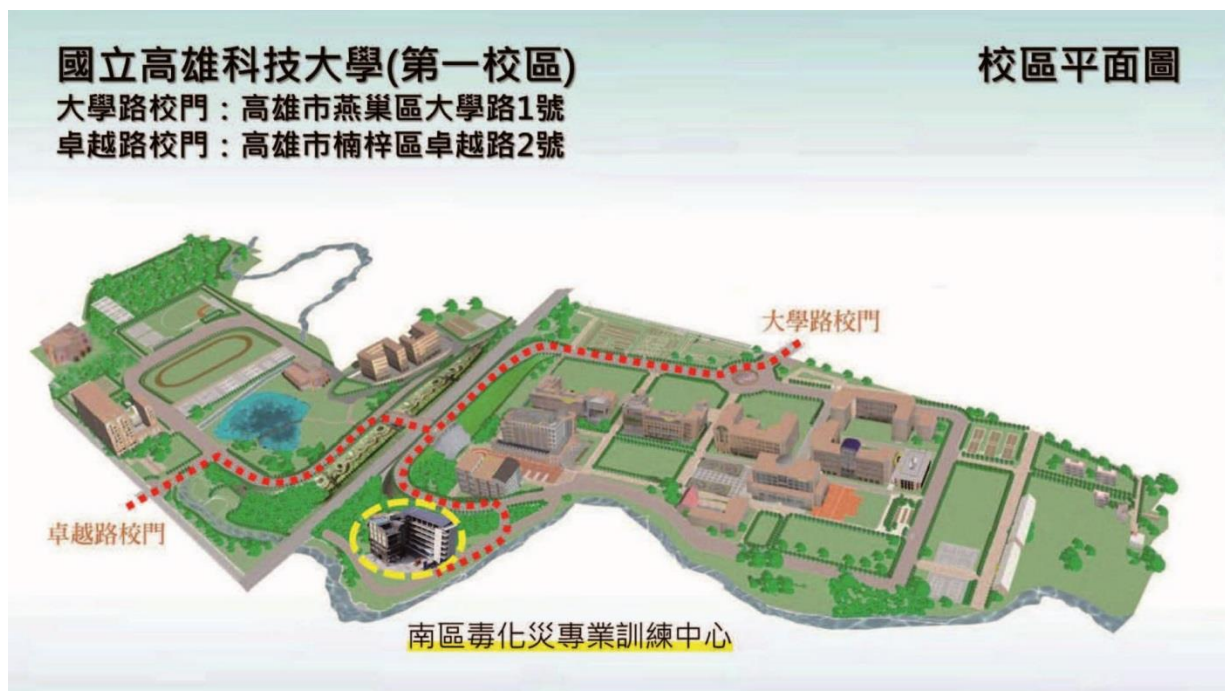 國立高雄科技大學(第一校區)
校區平面圖
大學路校門：高雄市燕巢區大學路1號
卓越路校門：高雄市楠梓區卓越路2號
大學路校門
卓越路校門
南區毒化災專業訓練中心